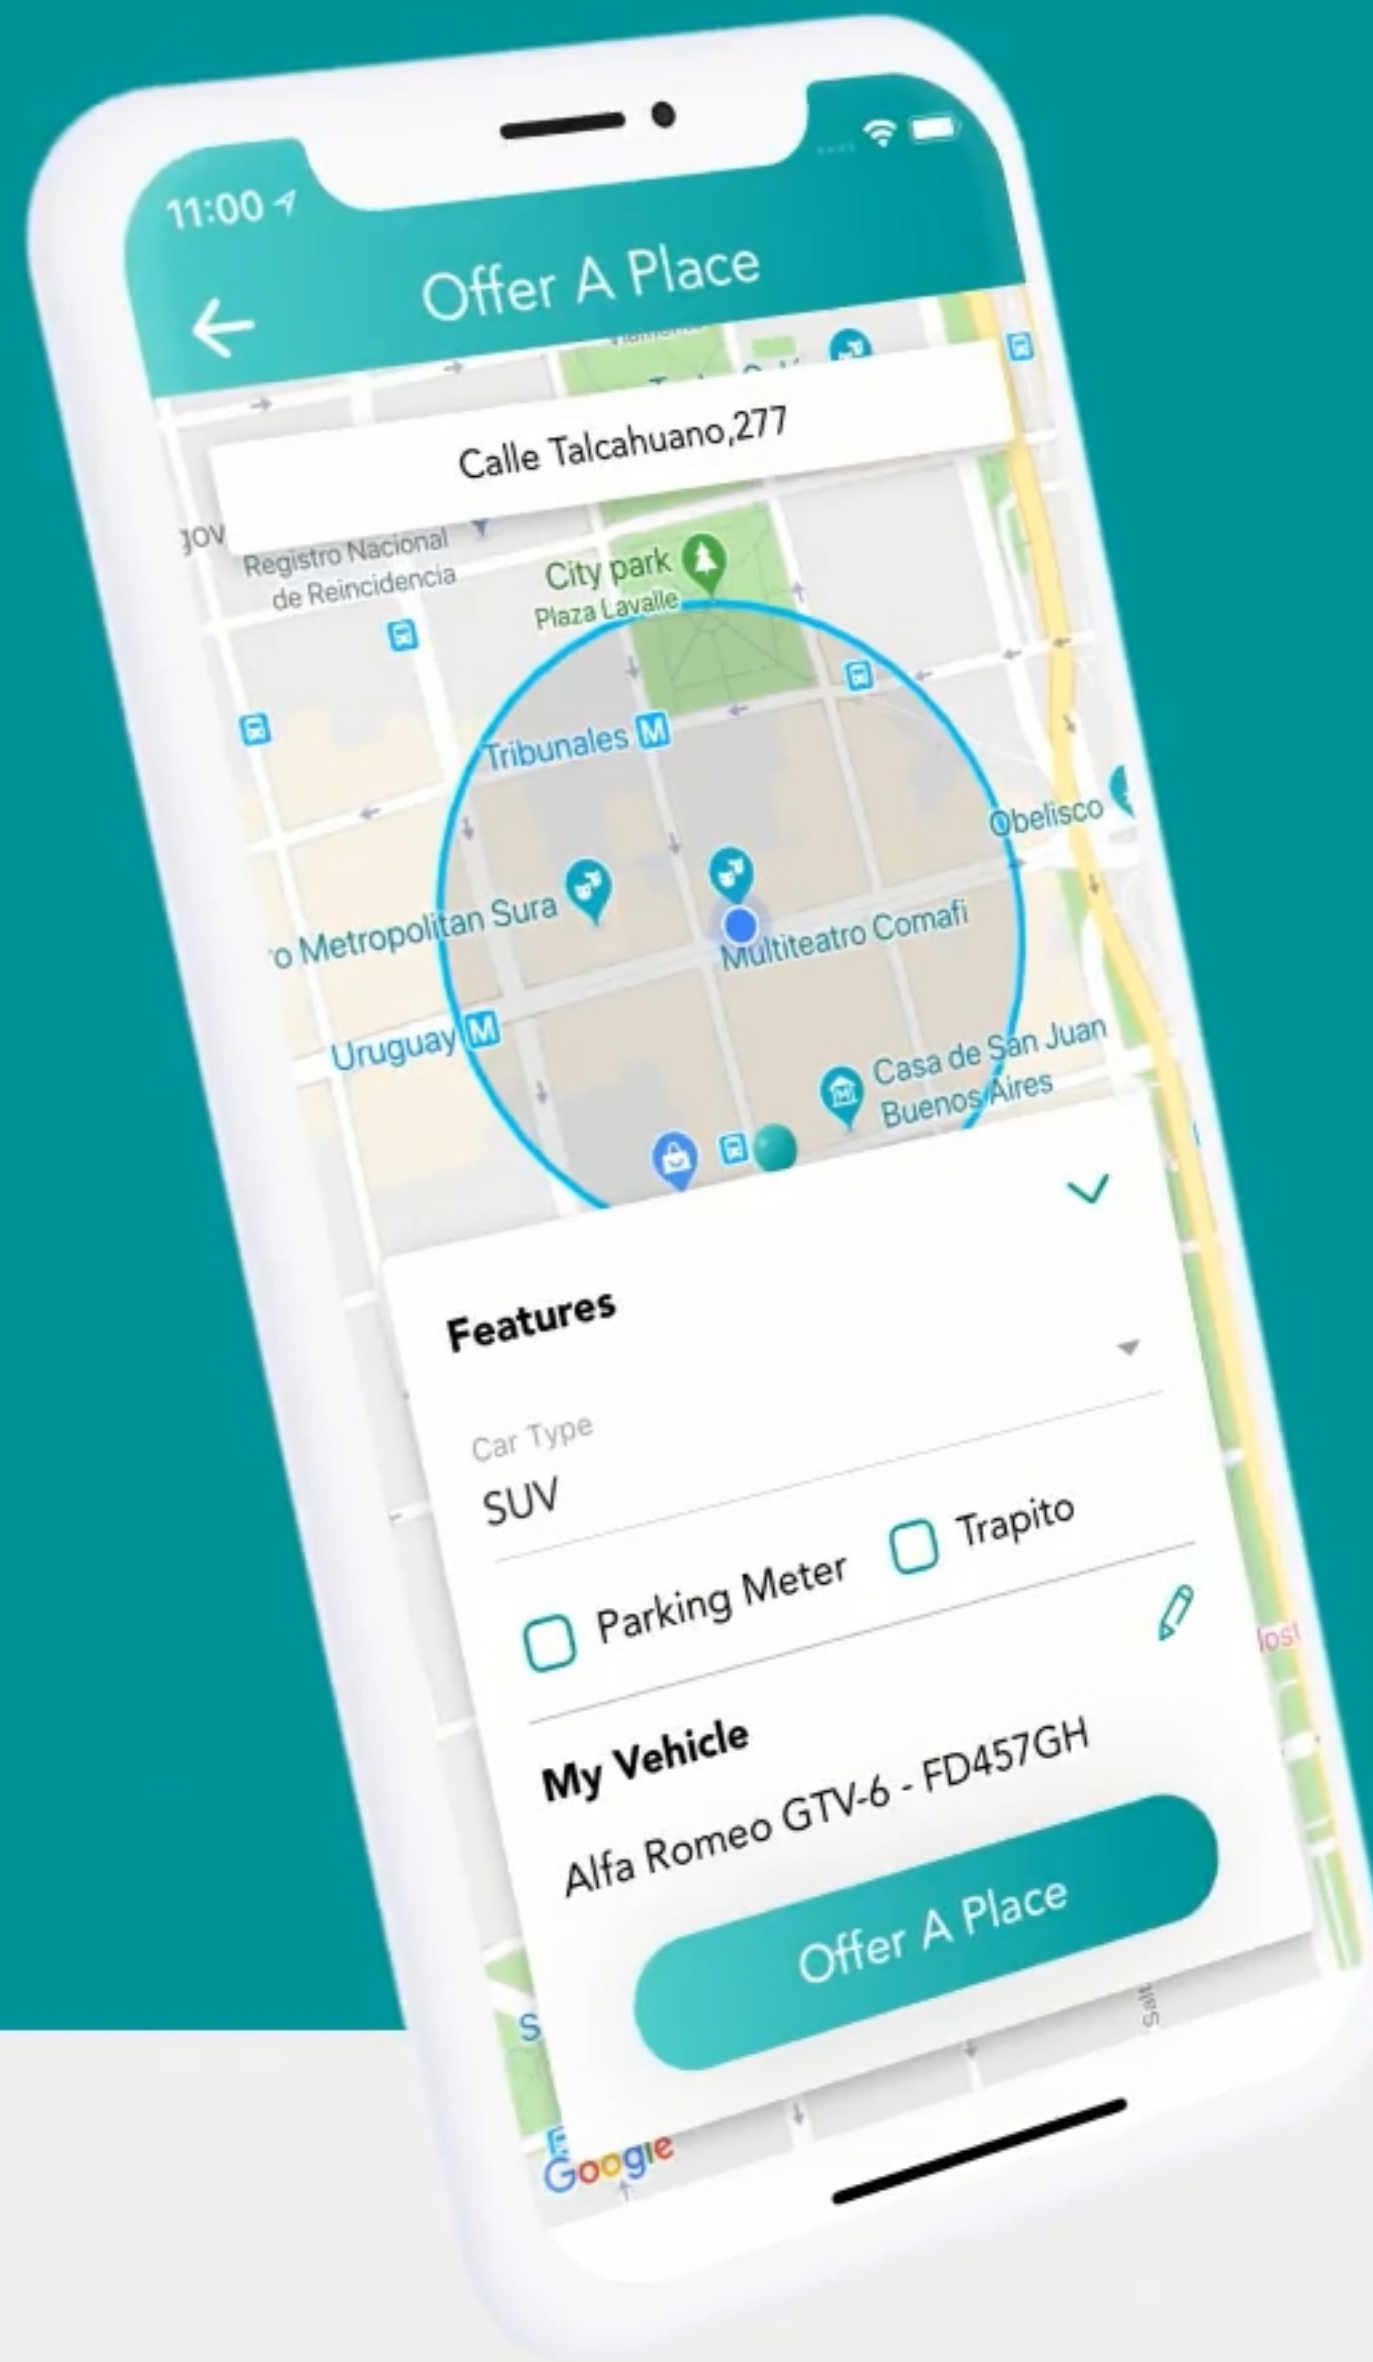 11:00
Offer A Place
Calle Talcahuano,277
Registro Nacional
de Reincidencia
City park
Plaza Lavalle
Tribunales M
Obelisco
Metropolitan Sura
Multiteatro Comafi
Uruguay M
Casa de San Juan
Buenos Aires
Features
Car Type
SUV
Parking Meter
Trapito
My Vehicle
Alfa Romeo GTV-6 - FD457GH
Offer A Place
Google